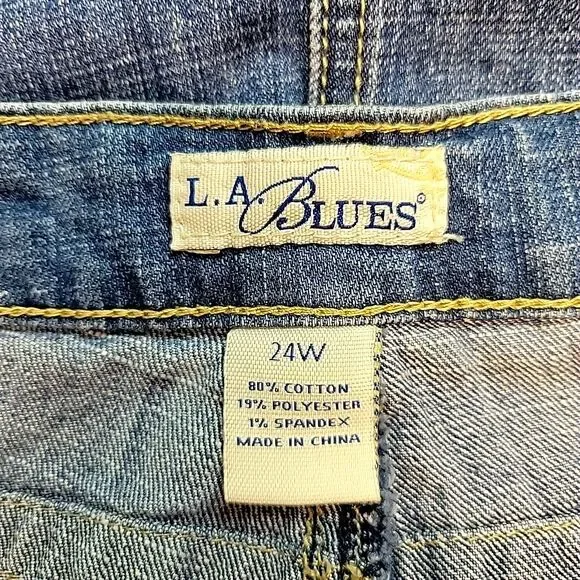 L.A. BLUES®
24W
80% COTTON
19% POLYESTER
1% SPANDEX
MADE IN CHINA